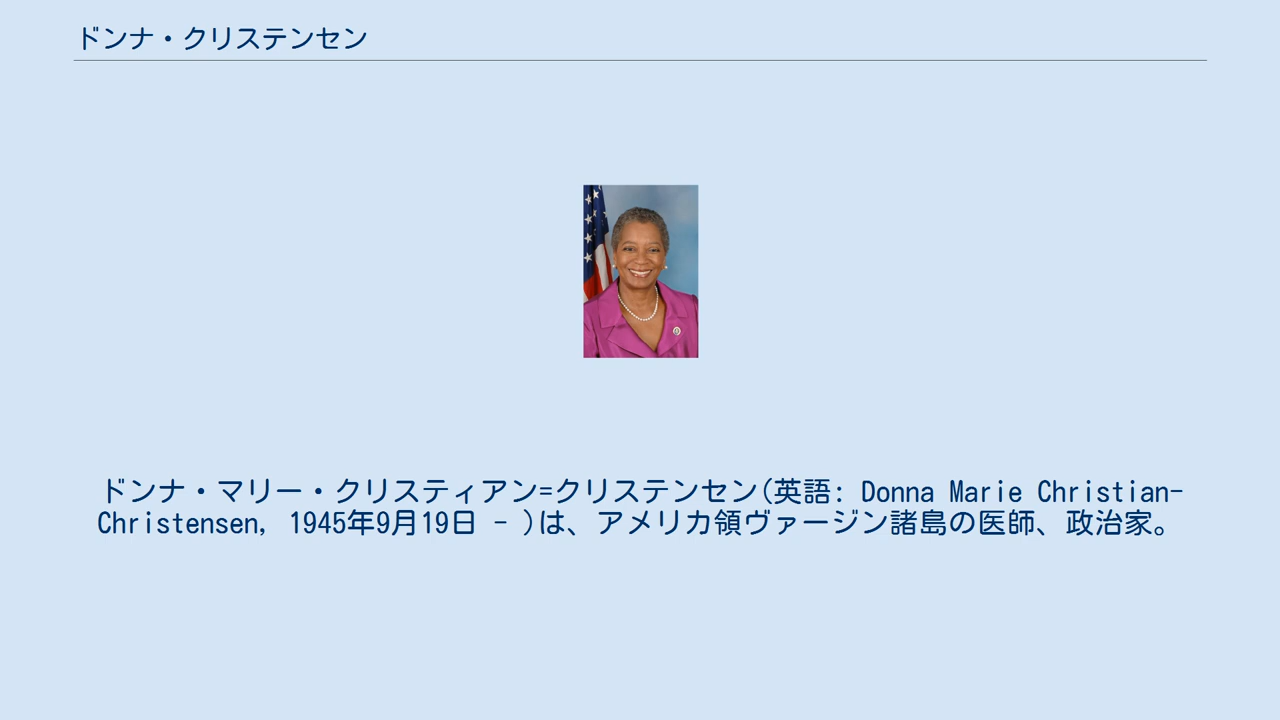 ドンナ・クリステンセン
ドンナ・マリー・クリスティアン=クリステンセン(英語: Donna Marie Christian-
Christensen, 1945年9月19日 - )は、アメリカ領ヴァージン諸島の医師、政治家。